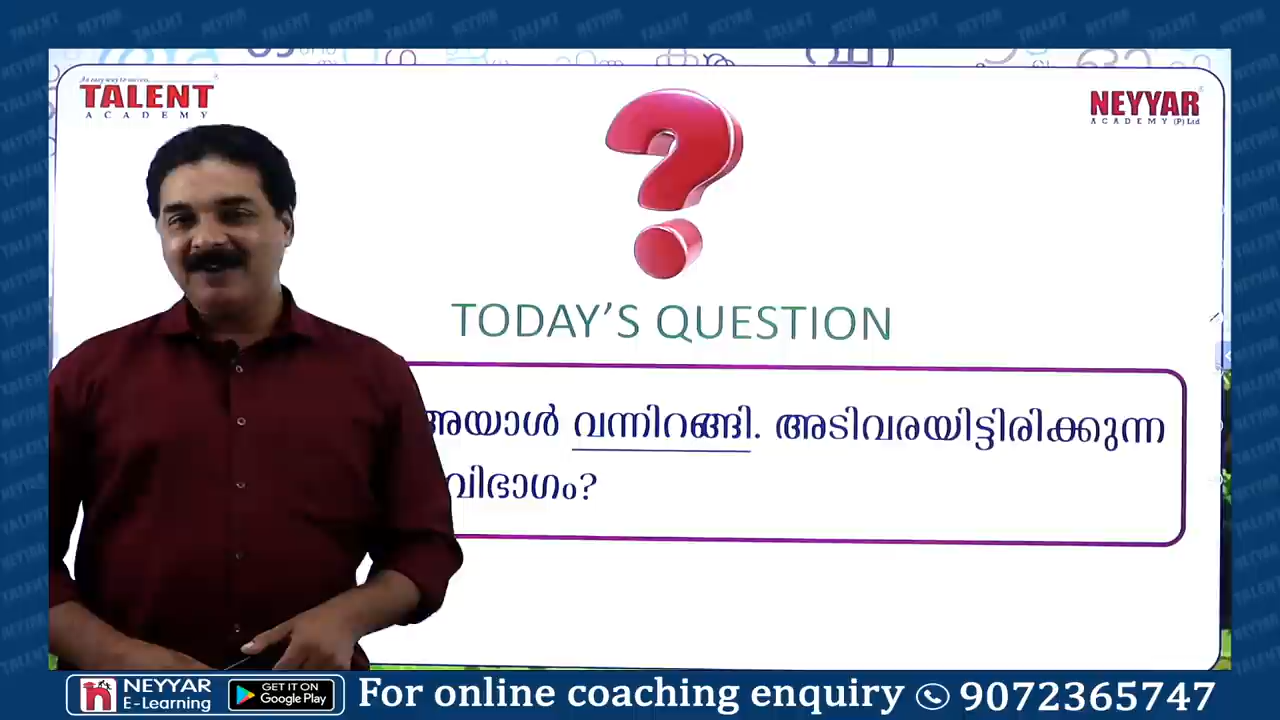 An easy way to success
TALENT
ACADEMY
NEYYAR
ACADEMY (P) Ltd
TODAY'S QUESTION
അയാൾ വന്നിറങ്ങി. അടിവരയിട്ടിരിക്കുന്ന
വിഭാഗം?
NEYYAR
E-Learning
GET IT ON
Google Play
For online coaching enquiry 9072365747